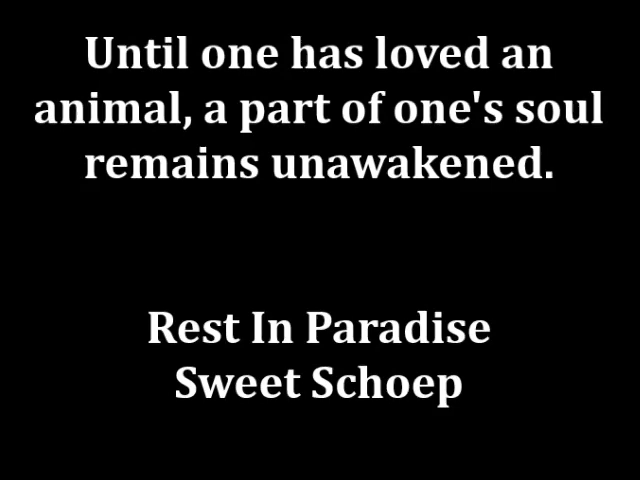 Until one has loved an
animal, a part of one's soul
remains unawakened.
Rest In Paradise
Sweet Schoep